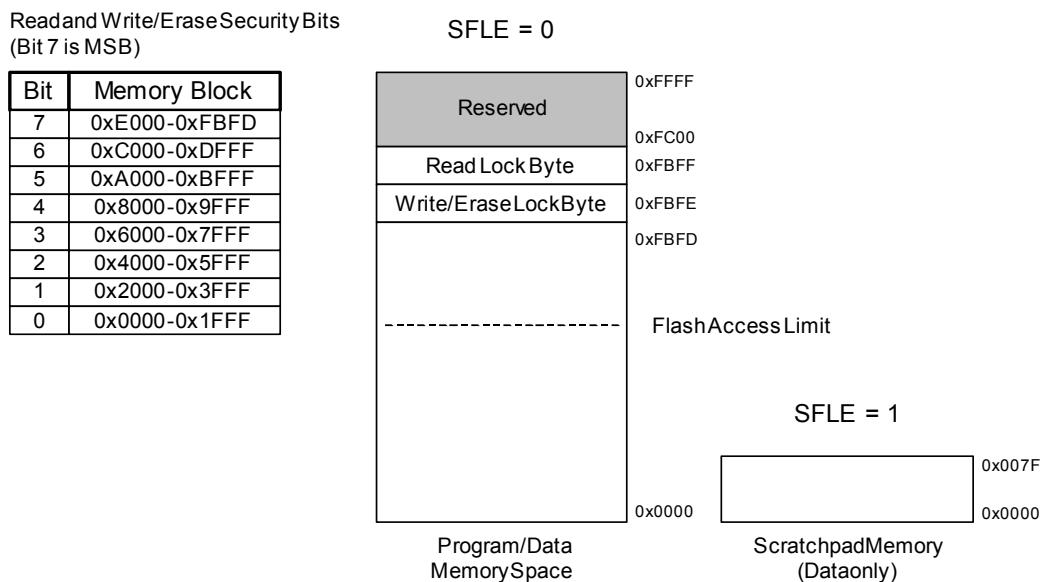 Read and Write/Erase Security Bits
(Bit 7 is MSB)
Bit Memory Block
7 0xE000-0xFBFD
6 0xC000-0xDFFF
5 0xA000-0xBFFF
4 0x8000-0x9FFF
3 0x6000-0x7FFF
2 0x4000-0x5FFF
1 0x2000-0x3FFF
0 0x0000-0x1FFF
SFLE = 0
Reserved
0xFFFF
0xFC00
Read Lock Byte
0xFBFF
Write/Erase Lock Byte
0xFBFE
0xFBFD
Flash Access Limit
0x0000
Program/Data
Memory Space
SFLE = 1
0x007F
0x0000
Scratchpad Memory
(Data only)